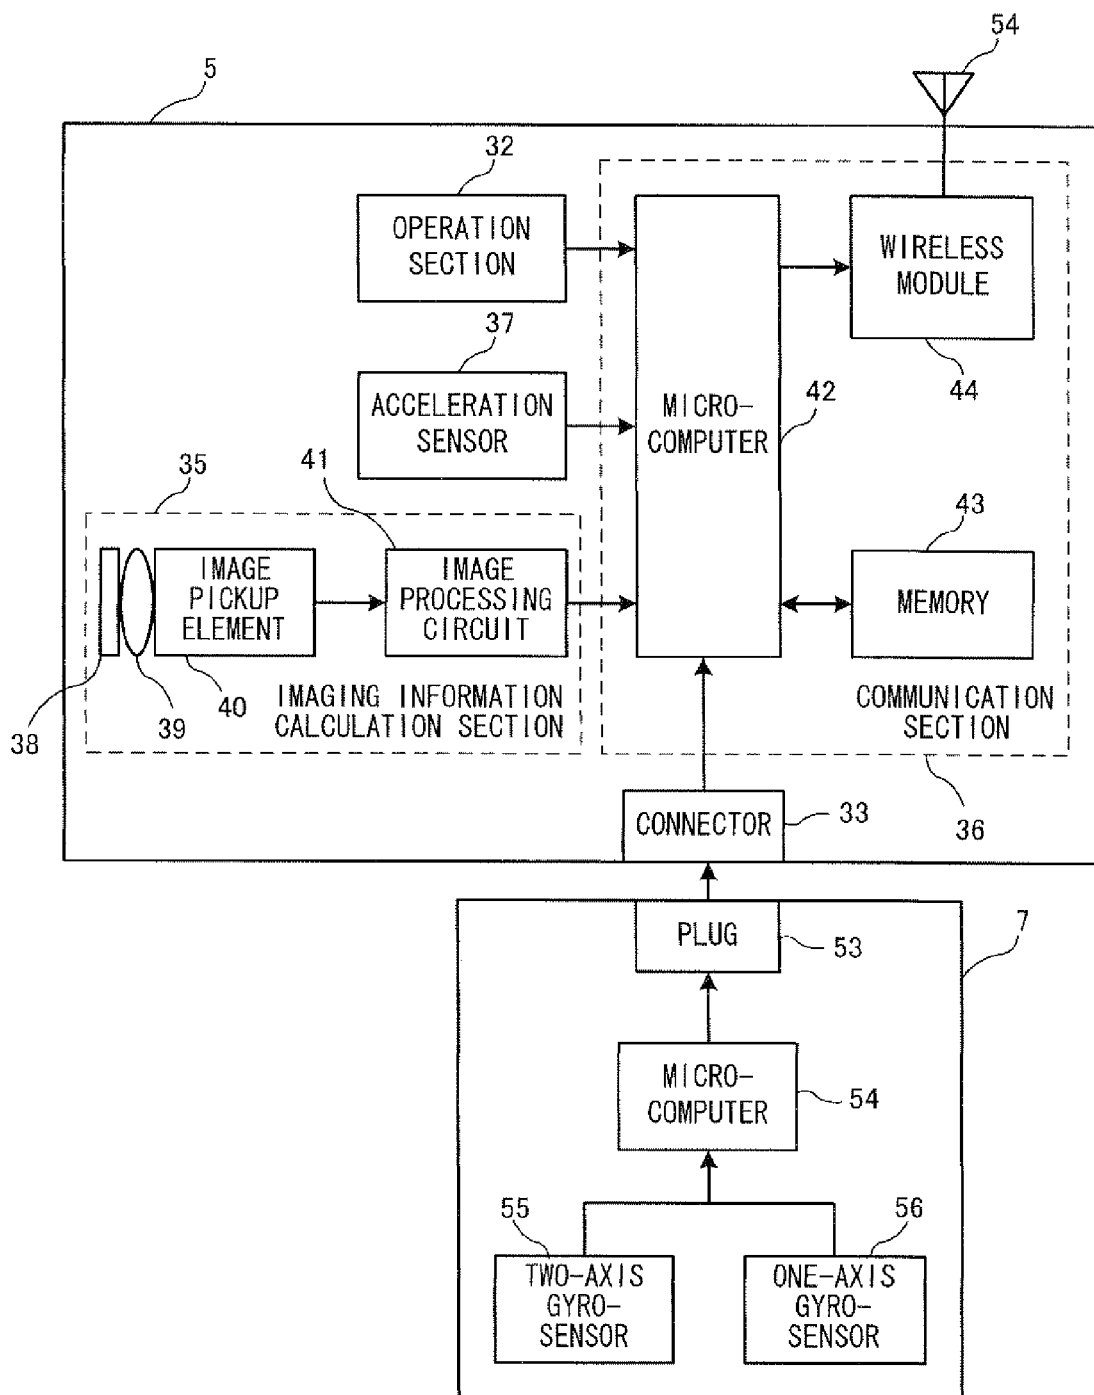 54
5
32
OPERATION
SECTION
WIRELESS
MODULE
37
44
ACCELERATION
SENSOR
MICRO-
COMPUTER
42
35
41
43
IMAGE
PICKUP
ELEMENT
IMAGE
PROCESSING
CIRCUIT
MEMORY
38
39
40
IMAGING INFORMATION
CALCULATION SECTION
COMMUNICATION
SECTION
36
CONNECTOR
33
PLUG
53
7
MICRO-
COMPUTER
54
55
56
TWO-AXIS
GYRO-
SENSOR
ONE-AXIS
GYRO-
SENSOR